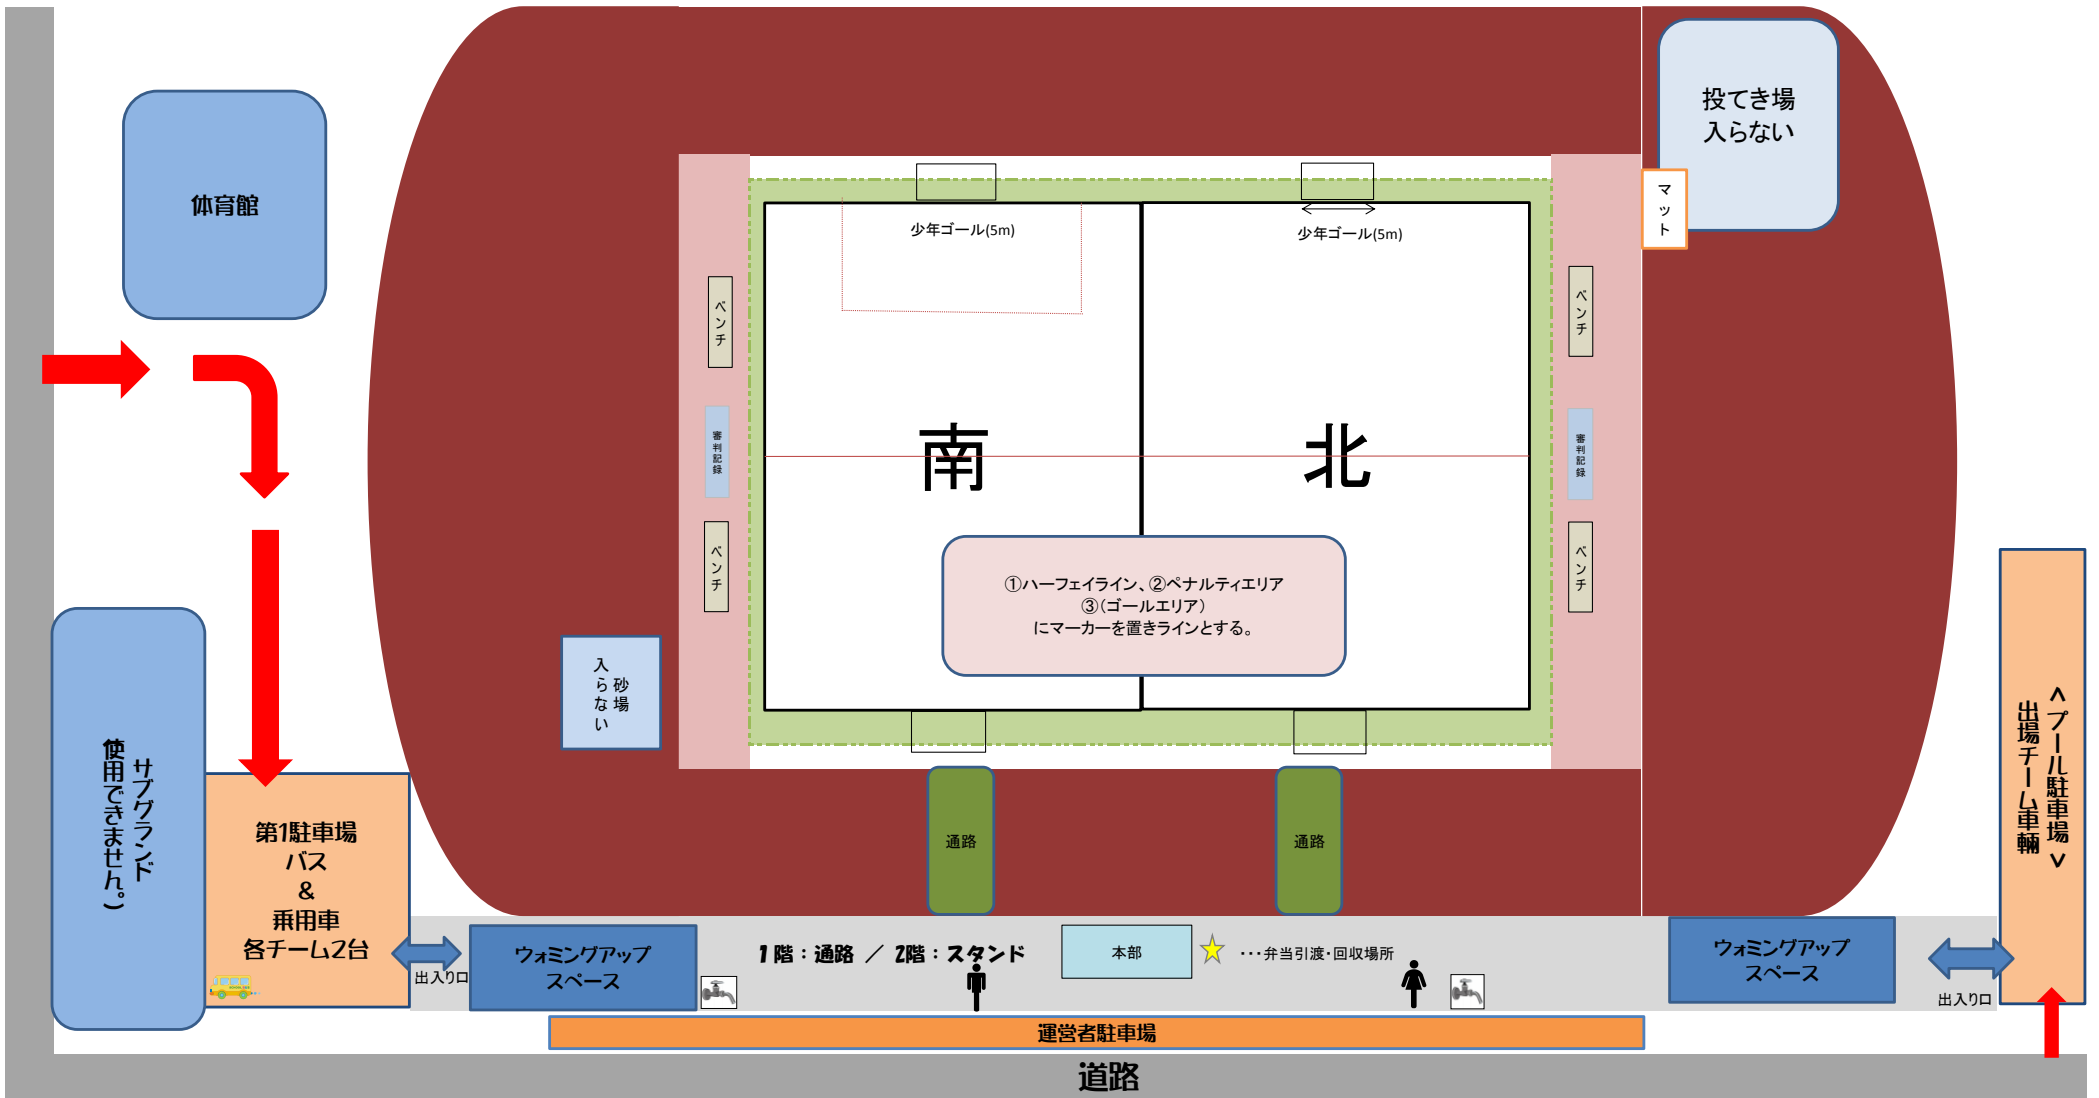 体育館
投てき場
入らない
マット
少年ゴール(5m)
少年ゴール(5m)
ベンチ
ベンチ
審判記録
審判記録
南
北
ベンチ
ベンチ
①ハーフェイライン、②ペナルティエリア
③(ゴールエリア)
にマーカーを置きラインとする。
砂場
入らない
サブグランド
使用できません。)
<プール駐車場>
出場チーム車輛
第1駐車場
バス
&
乗用車
各チーム2台
通路
通路
出入り口
ウォミングアップ
スペース
1階:通路 / 2階:スタンド
本部
・・・弁当引渡・回収場所
ウォミングアップ
スペース
出入り口
運営者駐車場
道路